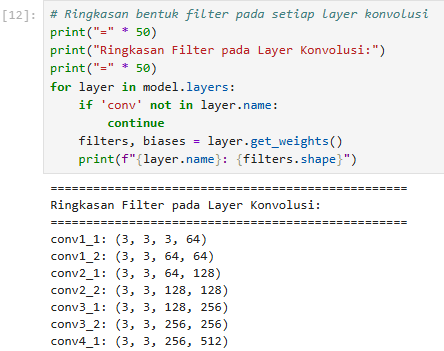 [12]: # Ringkasan bentuk filter pada setiap layer konvolusi
print("=" * 50)
print("Ringkasan Filter pada Layer Konvolusi:")
print("=" * 50)
for layer in model.layers:
    if 'conv' not in layer.name:
        continue
    filters, biases = layer.get_weights()
    print(f"{layer.name}: {filters.shape}")
==================================================
Ringkasan Filter pada Layer Konvolusi:
==================================================
conv1_1: (3, 3, 3, 64)
conv1_2: (3, 3, 64, 64)
conv2_1: (3, 3, 64, 128)
conv2_2: (3, 3, 128, 128)
conv3_1: (3, 3, 128, 256)
conv3_2: (3, 3, 256, 256)
conv4_1: (3, 3, 256, 512)